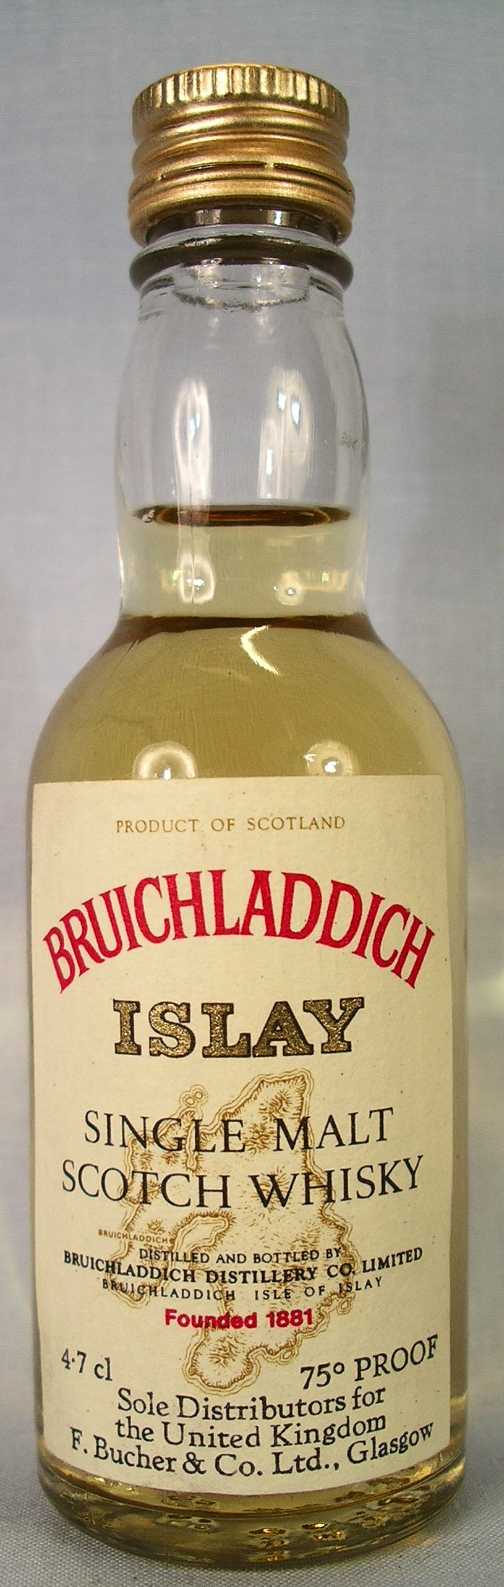 PRODUCT OF SCOTLAND
BRUICHLADDICH
ISLAY
SINGLE MALT
SCOTCH WHISKY
BRUICHLADDICH
DISTILLED AND BOTTLED BY
BRUICHLADDICH DISTILLERY CO. LIMITED
BRUICHLADDICH ISLE OF ISLAY
Founded 1881
4·7 cl 75° PROOF
Sole Distributors for
the United Kingdom
F. Bucher & Co. Ltd., Glasgow